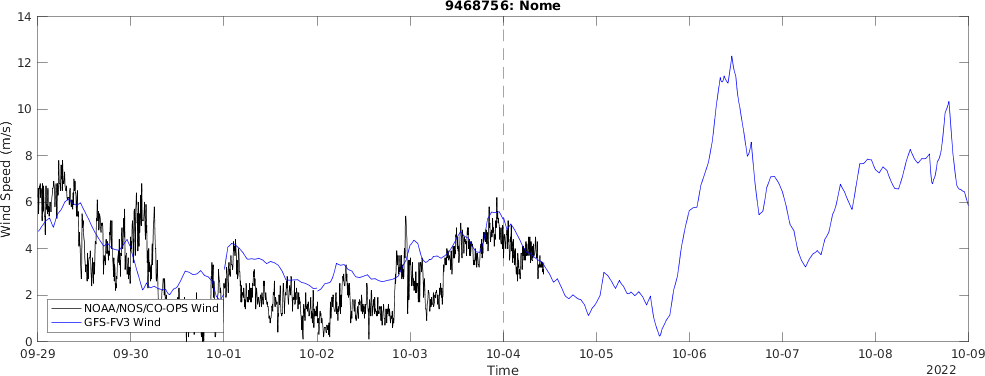 9468756: Nome
14
12
10
8
6
4
2
0
Wind Speed (m/s)
NOAA/NOS/CO-OPS Wind
GFS-FV3 Wind
09-29 09-30 10-01 10-02 10-03 10-04 10-05 10-06 10-07 10-08 10-09
Time
2022